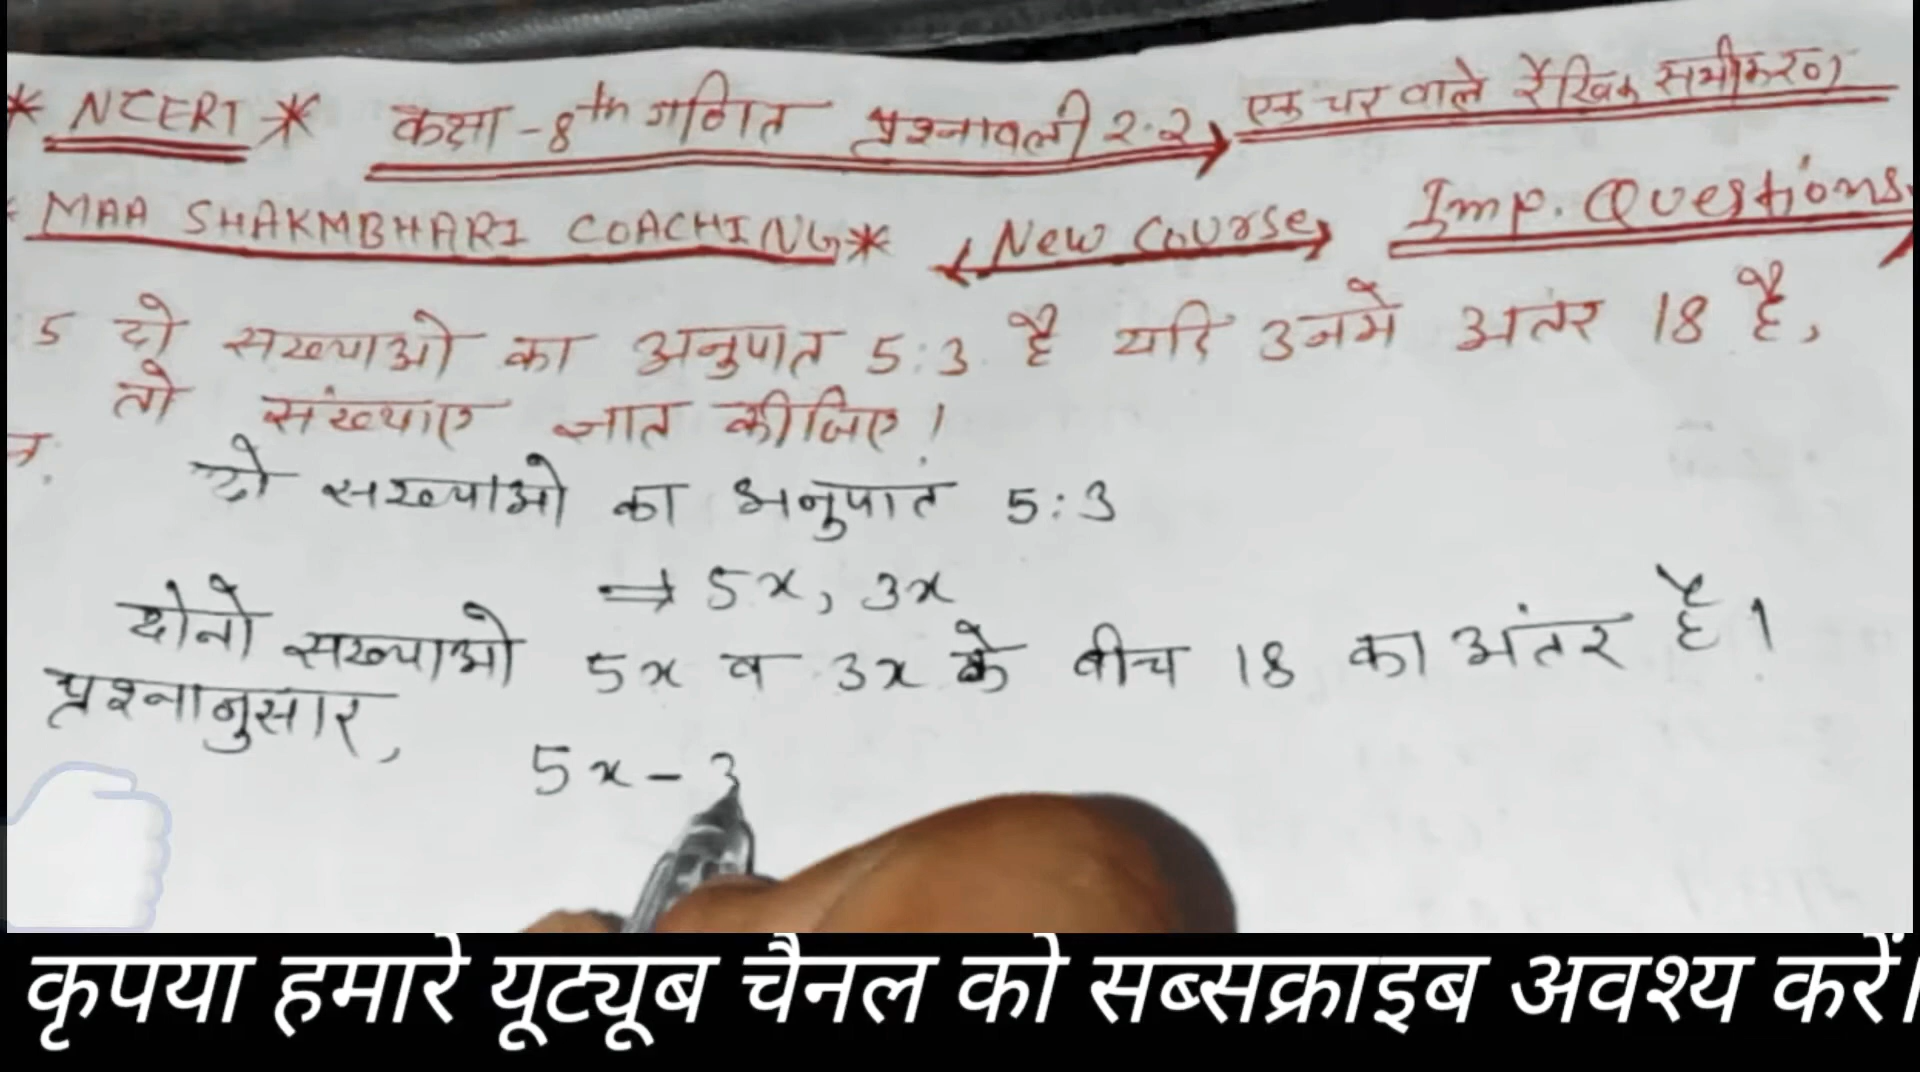 * NCERT * कक्षा - 8th गणित प्रश्नावली 2.2 → एक चर वाले रैखिक समीकरण
* MAA SHAKMBHARI COACHING * New Course Imp. Questions
5 दो सख्याओ का अनुपात 5:3 है यदि उनमे अतंर 18 है,
तो संख्याए ज्ञात कीजिए।
दो सख्याओ का अनुपात 5:3
⇒ 5x, 3x
दोनो सख्याओ 5x व 3x के बीच 18 का अंतर है।
प्रश्नानुसार,
5x - 3
कृपया हमारे यूट्यूब चैनल को सब्सक्राइब अवश्य करें।